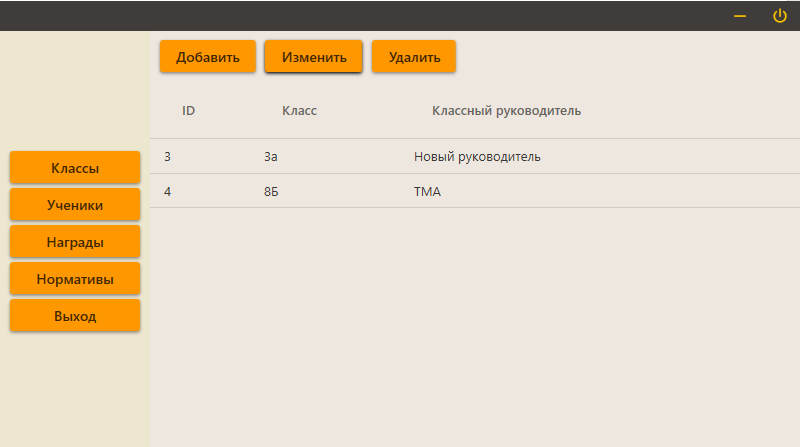 Добавить Изменить Удалить
ID Класс Классный руководитель
3 3а Новый руководитель
4 8Б ТМА
Классы
Ученики
Награды
Нормативы
Выход